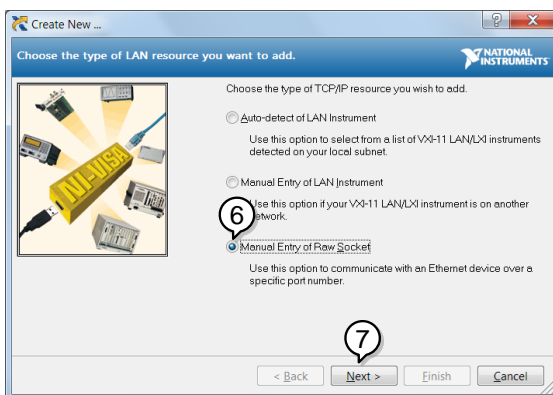 Create New ...
Choose the type of LAN resource you want to add.
NATIONAL
INSTRUMENTS
Choose the type of TCP/IP resource you wish to add.
Auto-detect of LAN Instrument
Use this option to select from a list of VXI-11 LAN/LXI instruments
detected on your local subnet.
Manual Entry of LAN Instrument
Use this option if your VXI-11 LAN/LXI instrument is on another
network.
6
Manual Entry of Raw Socket
Use this option to communicate with an Ethernet device over a
specific port number.
NI-VISA
7
< Back
Next >
Finish
Cancel